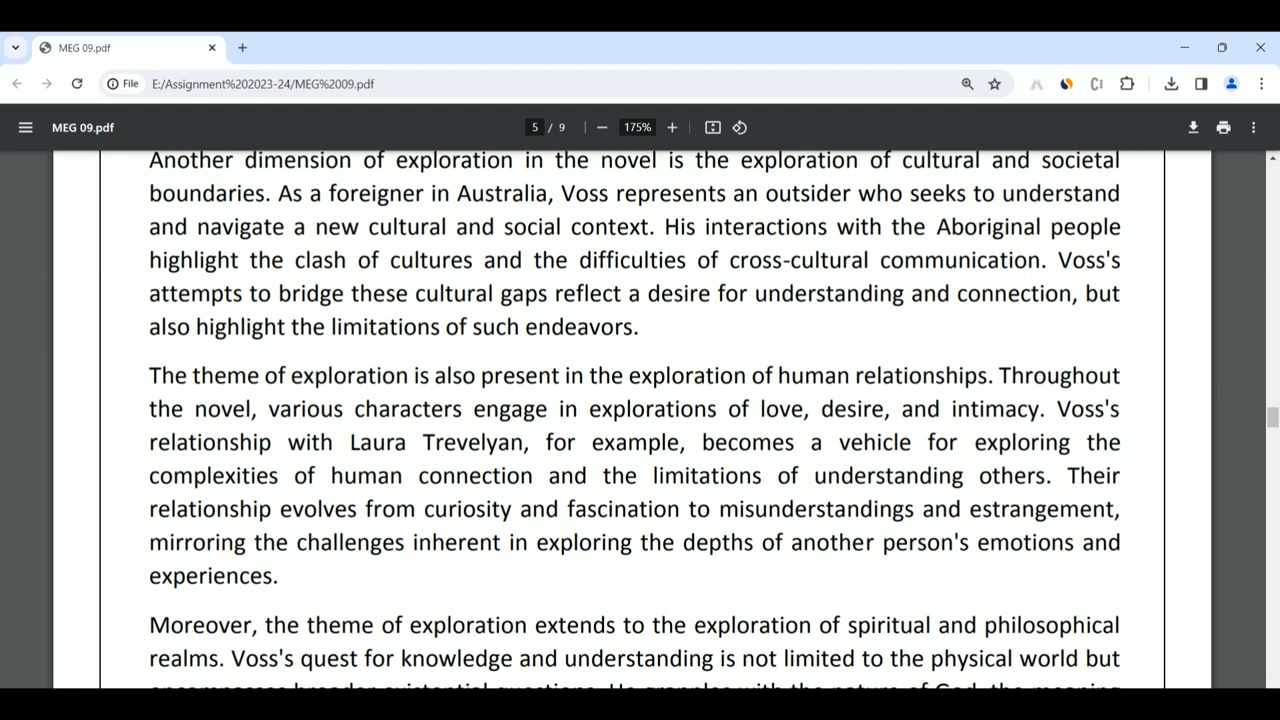 MEG 09.pdf
File
E:/Assignment%202023-24/MEG%2009.pdf
MEG 09.pdf
5 / 9
175%
Another dimension of exploration in the novel is the exploration of cultural and societal
boundaries. As a foreigner in Australia, Voss represents an outsider who seeks to understand
and navigate a new cultural and social context. His interactions with the Aboriginal people
highlight the clash of cultures and the difficulties of cross-cultural communication. Voss's
attempts to bridge these cultural gaps reflect a desire for understanding and connection, but
also highlight the limitations of such endeavors.
The theme of exploration is also present in the exploration of human relationships. Throughout
the novel, various characters engage in explorations of love, desire, and intimacy. Voss's
relationship with Laura Trevelyan, for example, becomes a vehicle for exploring the
complexities of human connection and the limitations of understanding others. Their
relationship evolves from curiosity and fascination to misunderstandings and estrangement,
mirroring the challenges inherent in exploring the depths of another person's emotions and
experiences.
Moreover, the theme of exploration extends to the exploration of spiritual and philosophical
realms. Voss's quest for knowledge and understanding is not limited to the physical world but